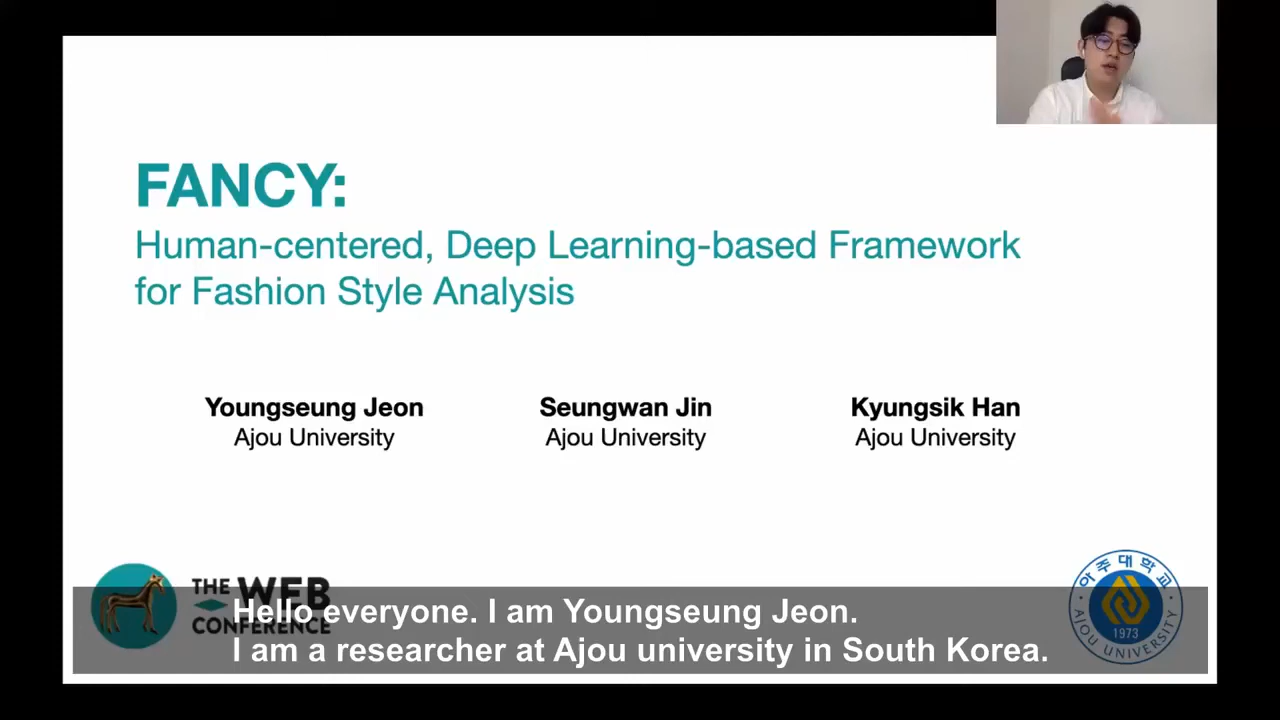 FANCY:
Human-centered, Deep Learning-based Framework
for Fashion Style Analysis
Youngseung Jeon
Ajou University
Seungwan Jin
Ajou University
Kyungsik Han
Ajou University
THE WEB
CONFERENCE
아주대학교
1973
AJOU UNIVERSITY
Hello everyone. I am Youngseung Jeon.
I am a researcher at Ajou university in South Korea.